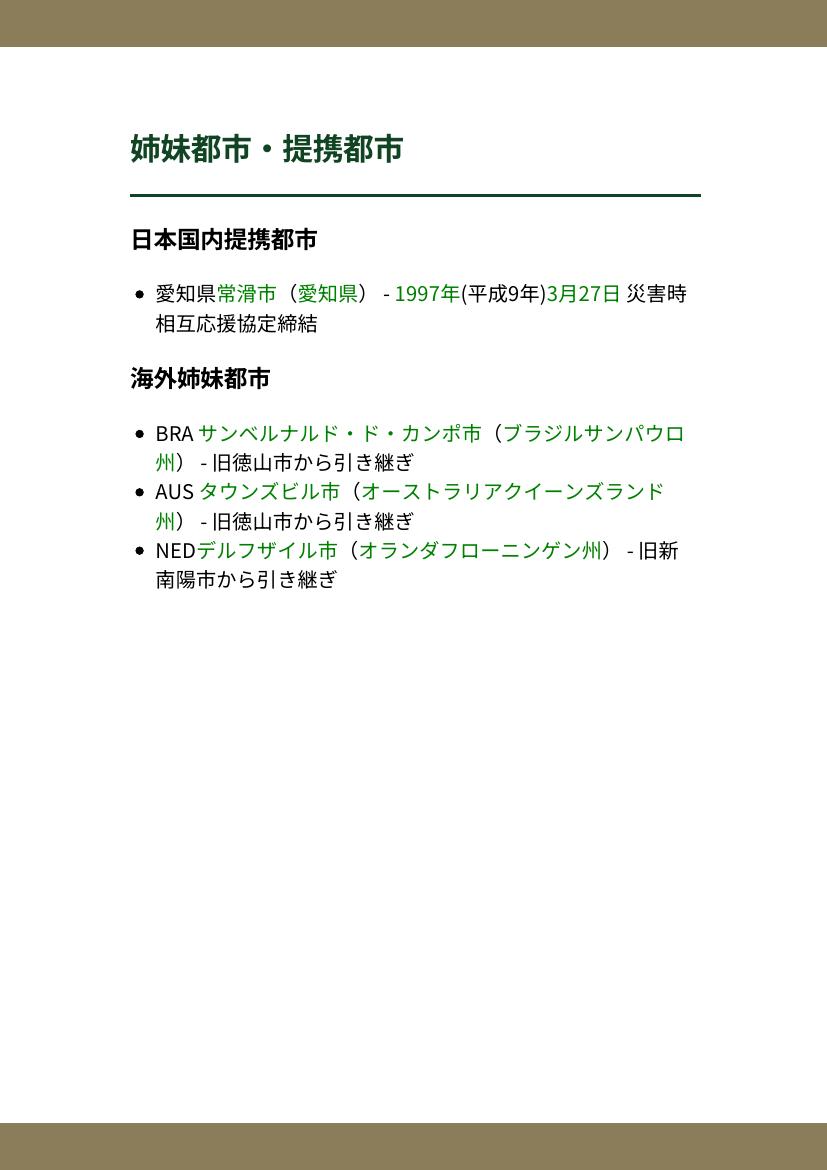 姉妹都市・提携都市
日本国内提携都市
愛知県常滑市（愛知県） - 1997年(平成9年)3月27日 災害時
相互応援協定締結
海外姉妹都市
BRA サンベルナルド・ド・カンポ市（ブラジルサンパウロ
州） - 旧徳山市から引き継ぎ
AUS タウンズビル市（オーストラリアクイーンズランド
州） - 旧徳山市から引き継ぎ
NEDデルフザイル市（オランダフローニンゲン州） - 旧新
南陽市から引き継ぎ